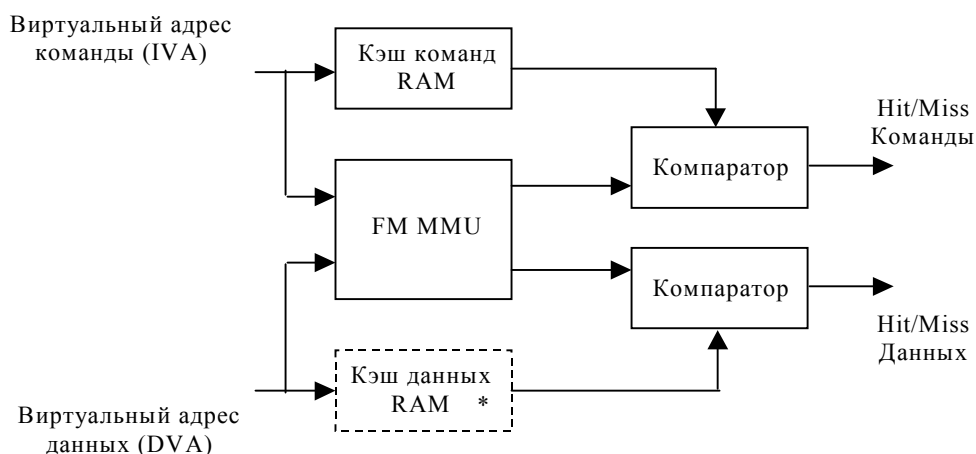 Виртуальный адрес
команды (IVA)
Кэш команд
RAM
Hit/Miss
Команды
Компаратор
FM MMU
Компаратор
Hit/Miss
Данных
Кэш данных
RAM *
Виртуальный адрес
данных (DVA)